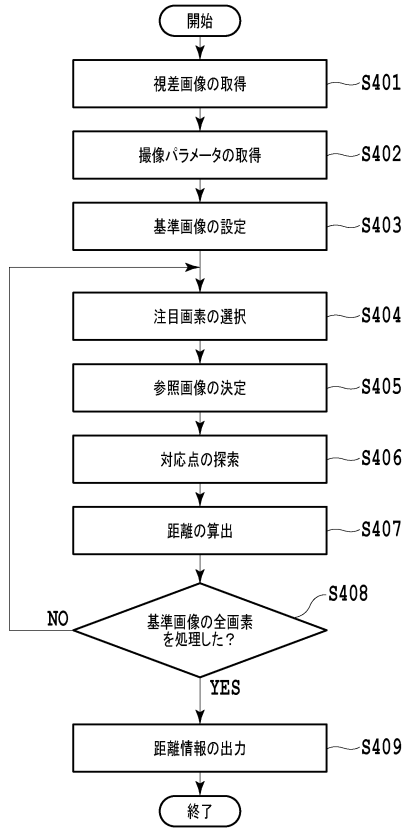 開始
視差画像の取得
S401
撮像パラメータの取得
S402
基準画像の設定
S403
注目画素の選択
S404
参照画像の決定
S405
対応点の探索
S406
距離の算出
S407
S408
基準画像の全画素
を処理した?
NO
YES
距離情報の出力
S409
終了